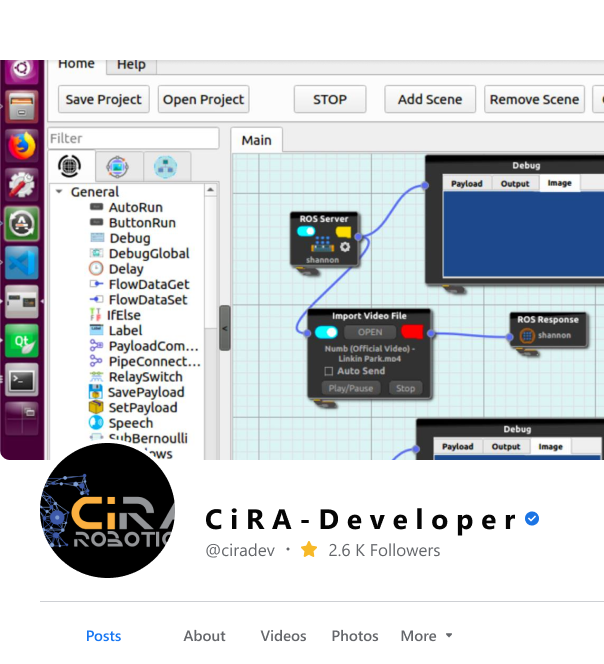 Home Help
Save Project Open Project STOP Add Scene Remove Scene
Filter
Main
General
AutoRun
ButtonRun
Debug
DebugGlobal
Delay
FlowDataGet
FlowDataSet
IfElse
Label
PayloadCom...
PipeConnect...
RelaySwitch
SavePayload
SetPayload
Speech
SubBernoulli
Debug
Payload Output Image
ROS Server
shannon
Import Video File
OPEN
Numb (Official Video) -
Linkin Park.mp4
Auto Send
Play/Pause Stop
ROS Response
shannon
Debug
Payload Output Image
Qt
CiRA
ROBOTIC
CiRA-Developer
@ciradev · 2.6 K Followers
Posts About Videos Photos More